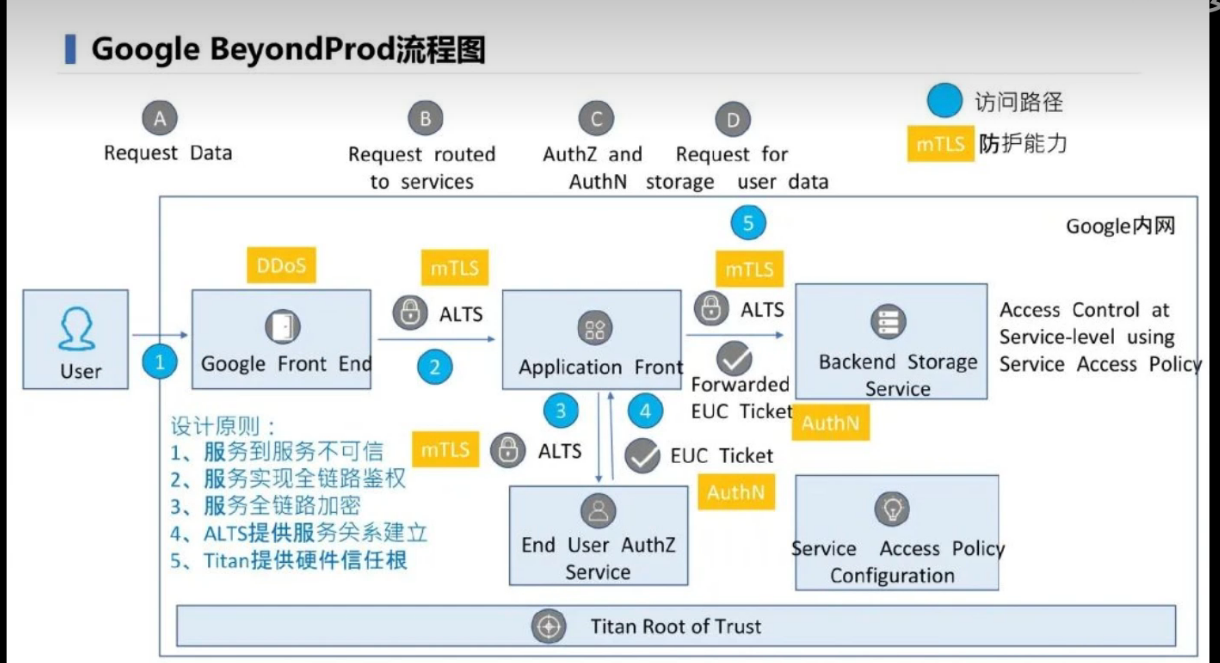 Google BeyondProd流程图
A
B
C
D
访问路径
mTLS 防护能力
Request Data
Request routed
to services
AuthZ and
AuthN
Request for
storage user data
5
Google内网
DDoS
mTLS
mTLS
ALTS
ALTS
User
1
Google Front End
2
Application Front
Backend Storage
Service
Access Control at
Service-level using
Service Access Policy
Forwarded
EUC Ticket
AuthN
3
4
mTLS
ALTS
EUC Ticket
AuthN
设计原则：
1、服务到服务不可信
2、服务实现全链路鉴权
3、服务全链路加密
4、ALTS提供服务关系建立
5、Titan提供硬件信任根
End User AuthZ
Service
Service Access Policy
Configuration
Titan Root of Trust